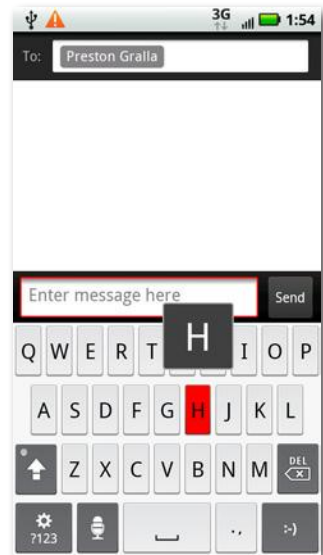 3G 1:54
To: Preston Gralla
Enter message here Send
H
Q W E R T I O P
A S D F G H J K L
Z X C V B N M DEL
?123 ., :-)